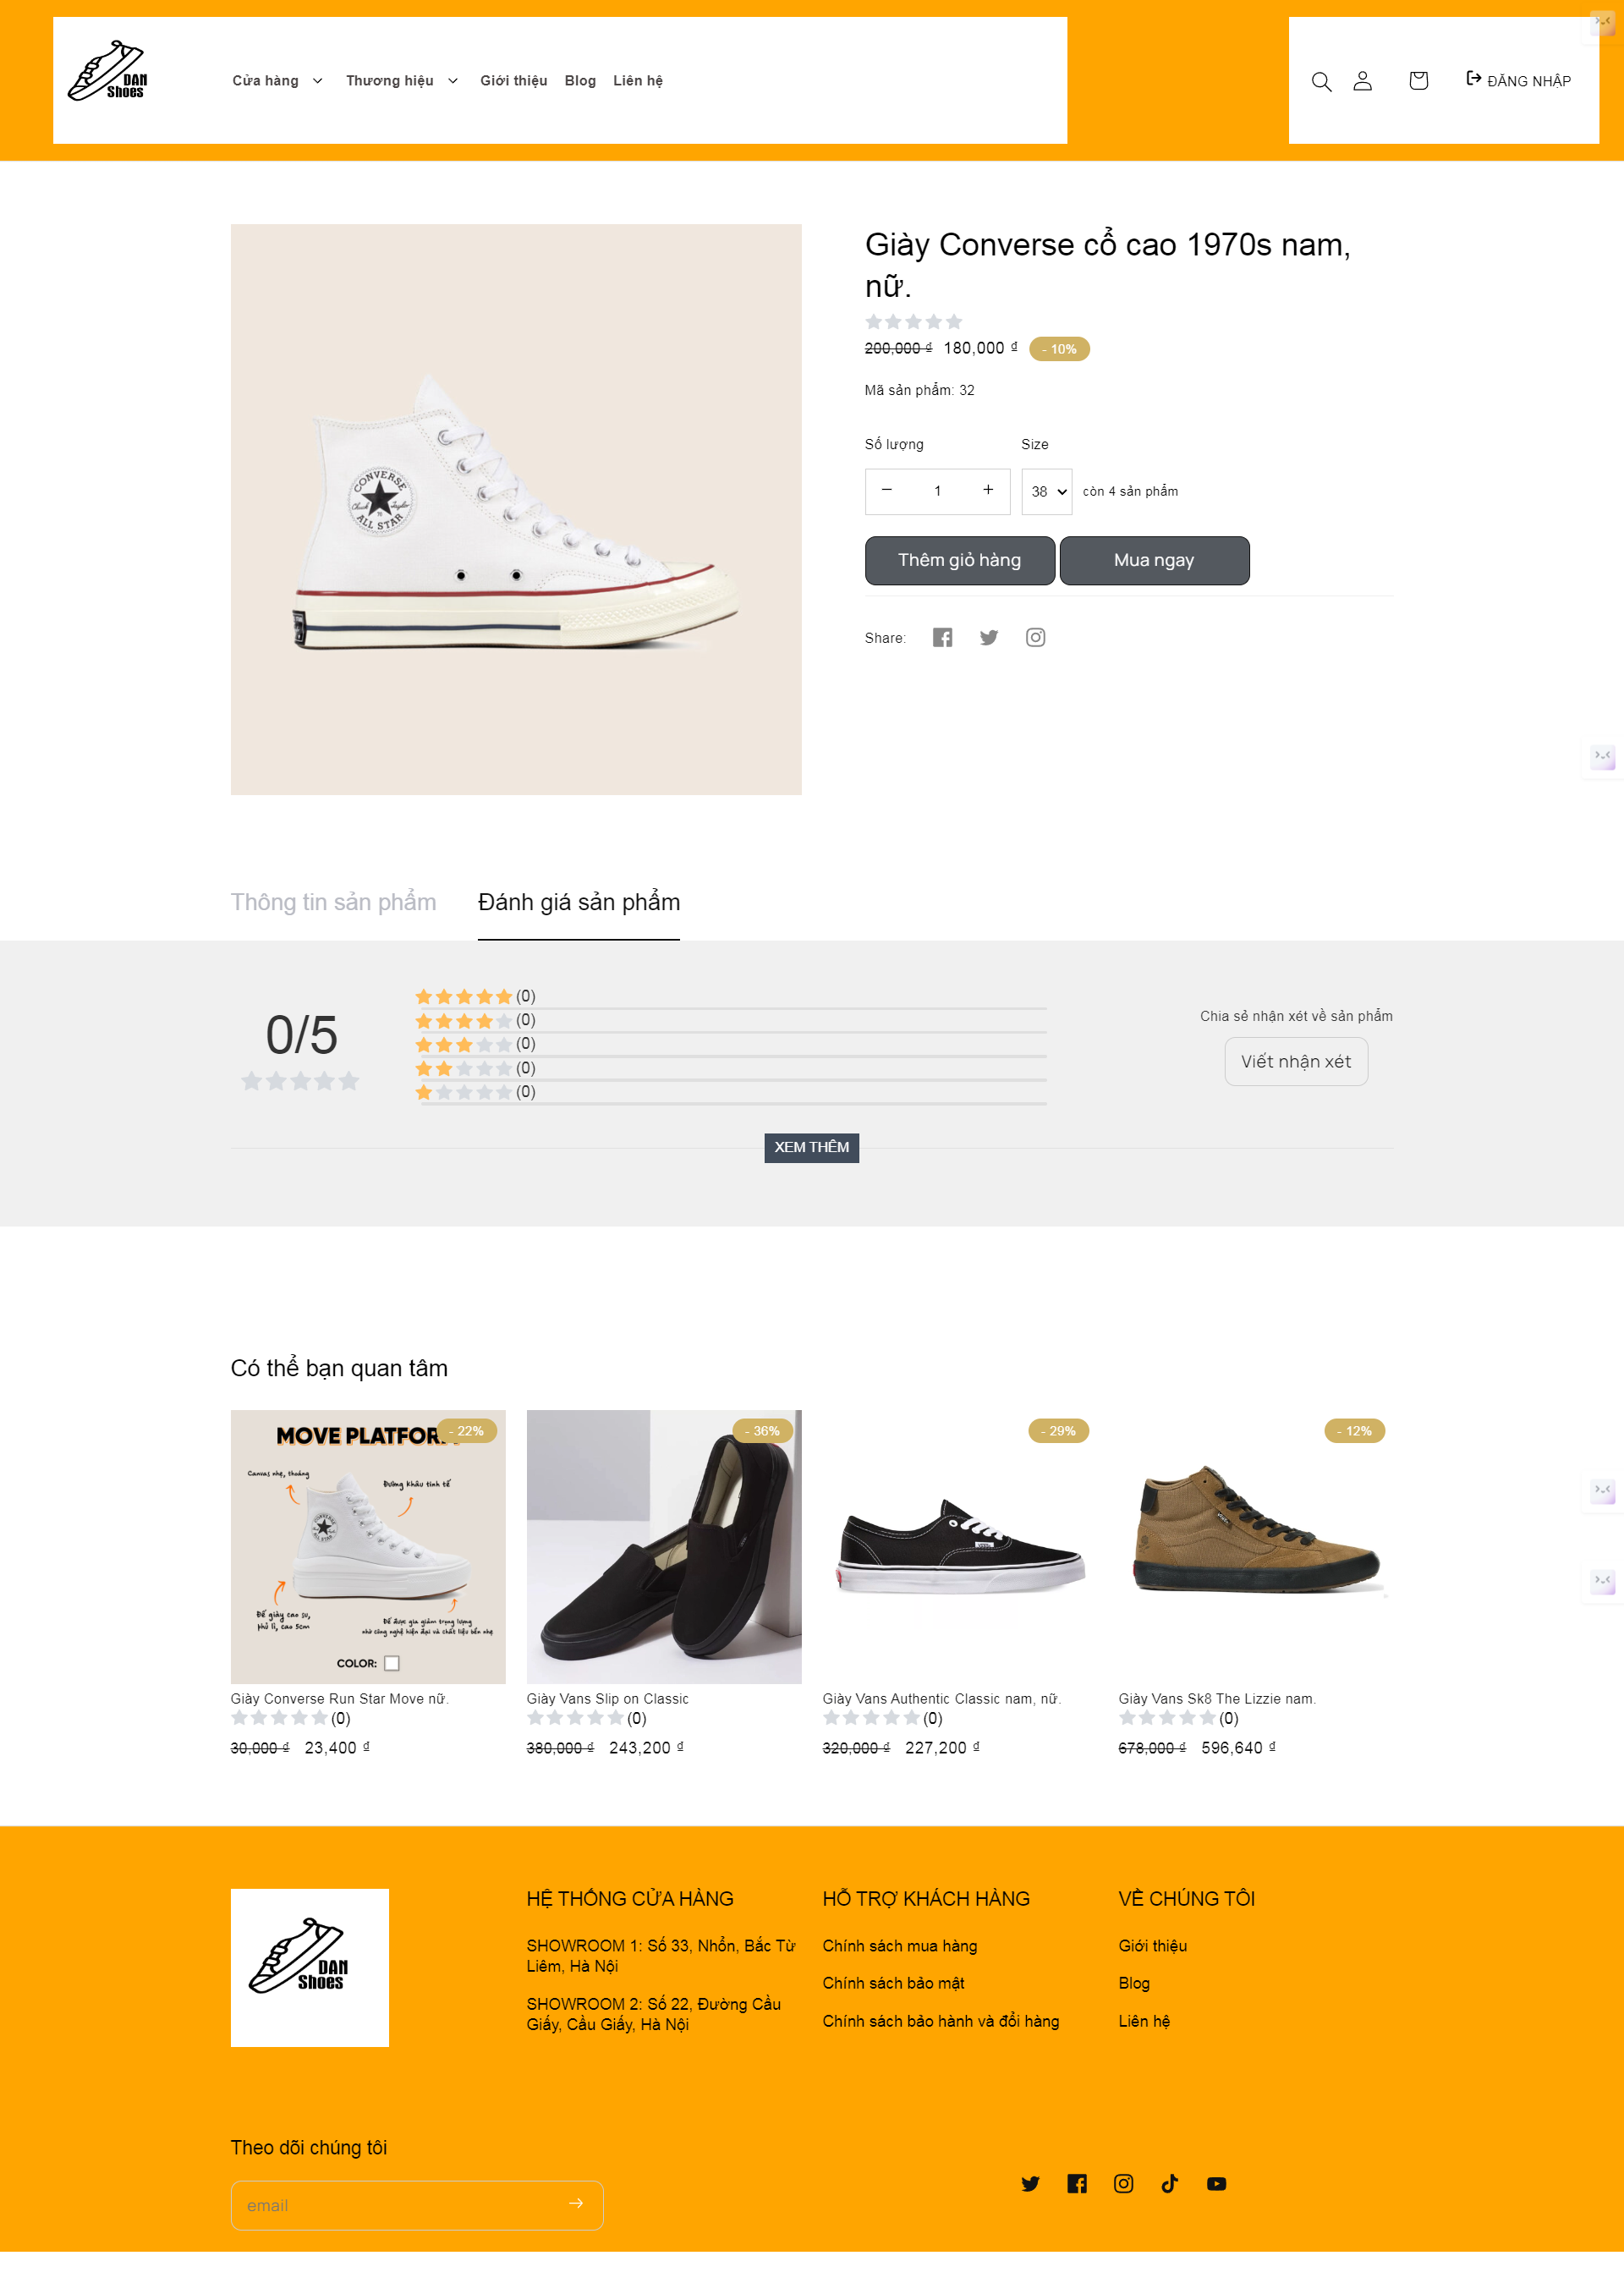 DAN
Shoes
Cửa hàng
Thương hiệu
Giới thiệu
Blog
Liên hệ
ĐĂNG NHẬP
Giày Converse cổ cao 1970s nam,
nữ.
200,000 ₫ 180,000 ₫ - 10%
Mã sản phẩm: 32
Số lượng
Size
1
38
còn 4 sản phẩm
Thêm giỏ hàng
Mua ngay
Share:
CONVERSE
Chuck Taylor
ALL STAR
Thông tin sản phẩm
Đánh giá sản phẩm
0/5
(0)
(0)
(0)
(0)
(0)
Chia sẻ nhận xét về sản phẩm
Viết nhận xét
XEM THÊM
Có thể bạn quan tâm
MOVE PLATFORM
- 22%
Canvas nhẹ, thoáng
Đường khâu tinh tế
Đế giày cao su,
phủ lì, cao 5cm
Đế được gia giảm trọng lượng
nhờ công nghệ hiện đại và chất liệu bền nhẹ
COLOR:
Giày Converse Run Star Move nữ.
(0)
30,000 ₫ 23,400 ₫
- 36%
Giày Vans Slip on Classic
(0)
380,000 ₫ 243,200 ₫
- 29%
Giày Vans Authentic Classic nam, nữ.
(0)
320,000 ₫ 227,200 ₫
- 12%
Giày Vans Sk8 The Lizzie nam.
(0)
678,000 ₫ 596,640 ₫
DAN
Shoes
HỆ THỐNG CỬA HÀNG
SHOWROOM 1: Số 33, Nhổn, Bắc Từ
Liêm, Hà Nội
SHOWROOM 2: Số 22, Đường Cầu
Giấy, Cầu Giấy, Hà Nội
HỖ TRỢ KHÁCH HÀNG
Chính sách mua hàng
Chính sách bảo mật
Chính sách bảo hành và đổi hàng
VỀ CHÚNG TÔI
Giới thiệu
Blog
Liên hệ
Theo dõi chúng tôi
email